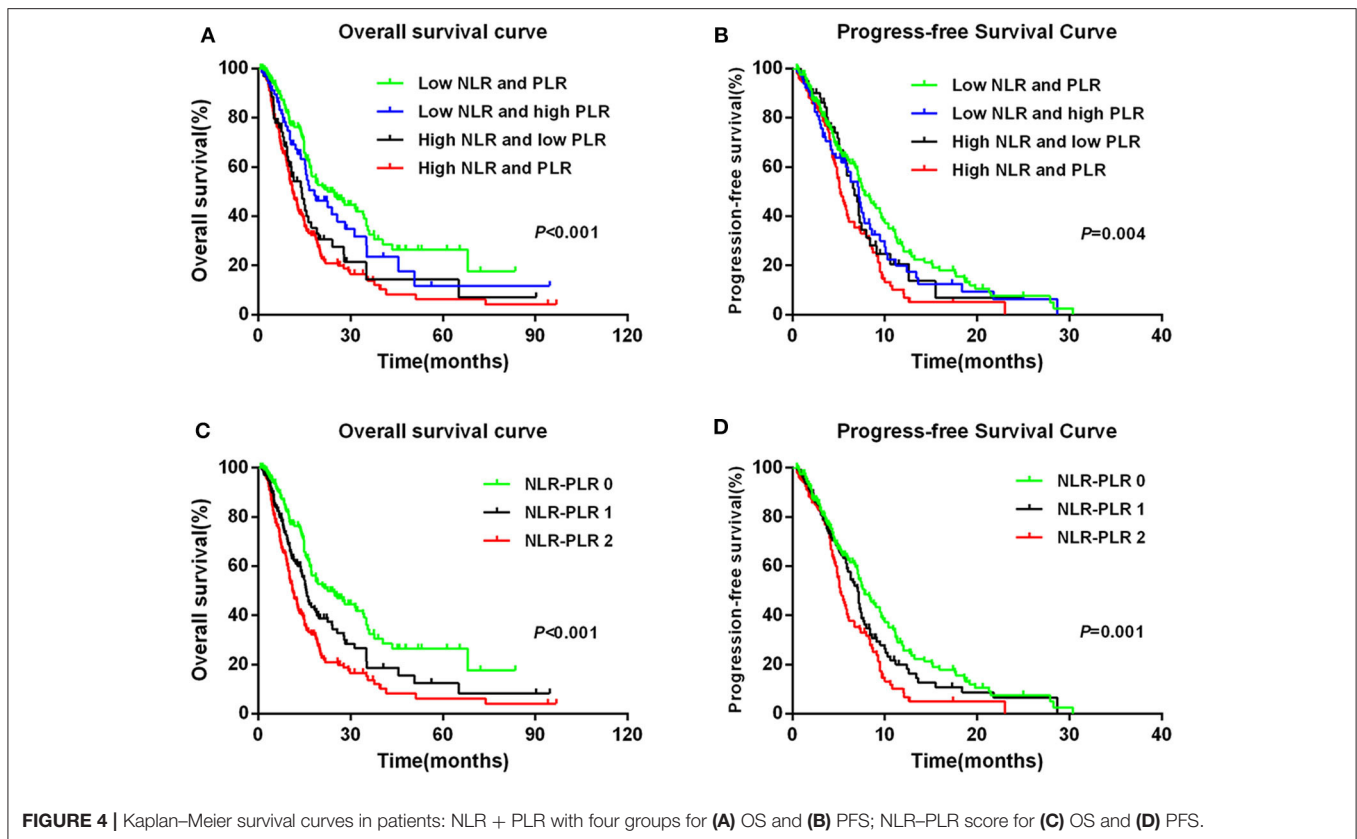 A
Overall survival curve
Overall survival(%)
100
80
60
40
20
0
Low NLR and PLR
Low NLR and high PLR
High NLR and low PLR
High NLR and PLR
P<0.001
0 30 60 90 120
Time(months)
B
Progress-free Survival Curve
Progression-free survival(%)
100
80
60
40
20
0
Low NLR and PLR
Low NLR and high PLR
High NLR and low PLR
High NLR and PLR
P=0.004
0 10 20 30 40
Time(months)
C
Overall survival curve
Overall survival(%)
100
80
60
40
20
0
NLR-PLR 0
NLR-PLR 1
NLR-PLR 2
P<0.001
0 30 60 90 120
Time(months)
D
Progress-free Survival Curve
Progression-free survival(%)
100
80
60
40
20
0
NLR-PLR 0
NLR-PLR 1
NLR-PLR 2
P=0.001
0 10 20 30 40
Time(months)
FIGURE 4 | Kaplan–Meier survival curves in patients: NLR + PLR with four groups for (A) OS and (B) PFS; NLR–PLR score for (C) OS and (D) PFS.